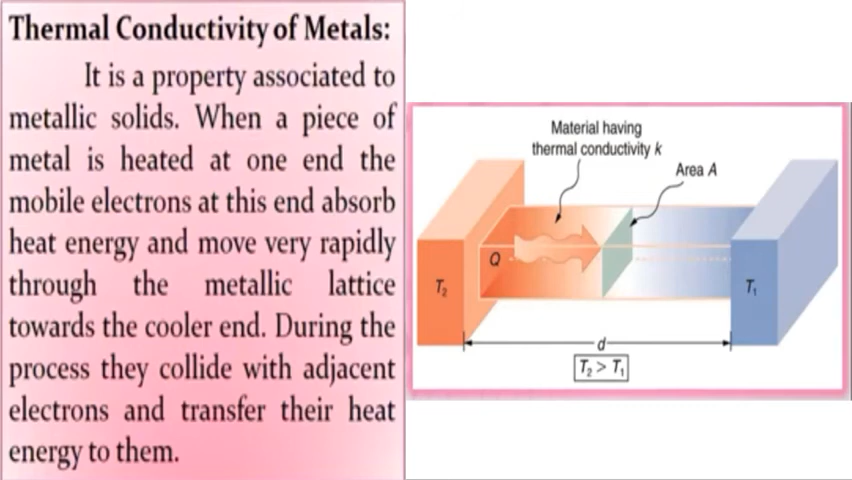 Thermal Conductivity of Metals:
It is a property associated to
metallic solids. When a piece of
metal is heated at one end the
mobile electrons at this end absorb
heat energy and move very rapidly
through the metallic lattice
towards the cooler end. During the
process they collide with adjacent
electrons and transfer their heat
energy to them.
Material having
thermal conductivity k
Area A
Q
T₂
T₁
d
T₂ > T₁